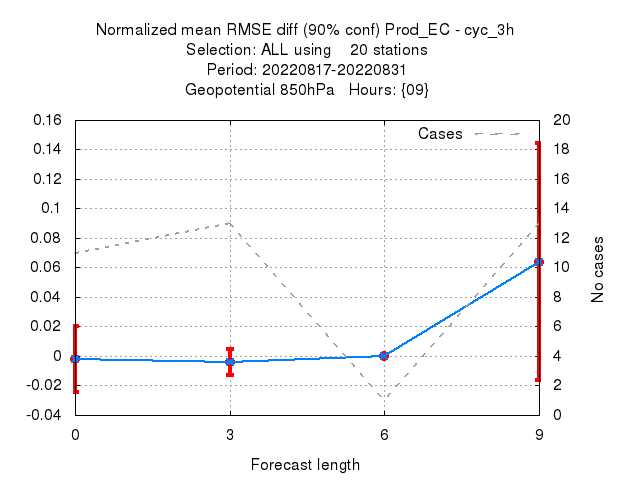 Normalized mean RMSE diff (90% conf) Prod_EC - cyc_3h
Selection: ALL using    20 stations
Period: 20220817-20220831
Geopotential 850hPa   Hours: {09}
Cases
0.16
0.14
0.12
0.1
0.08
0.06
0.04
0.02
0
-0.02
-0.04
20
18
16
14
12
10
8
6
4
2
0
No cases
0 3 6 9
Forecast length